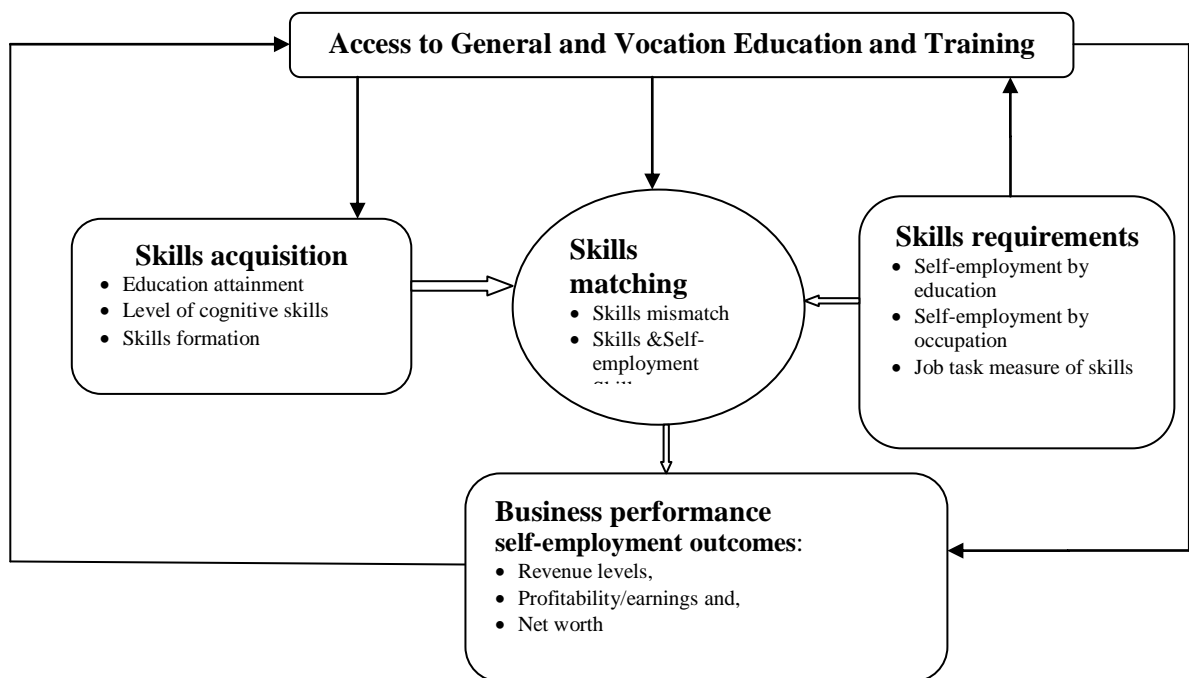 Access to General and Vocation Education and Training
Skills acquisition
• Education attainment
• Level of cognitive skills
• Skills formation
Skills
matching
• Skills mismatch
• Skills &Self-
employment
Skills requirements
• Self-employment by
education
• Self-employment by
occupation
• Job task measure of skills
Business performance
self-employment outcomes:
• Revenue levels,
• Profitability/earnings and,
• Net worth